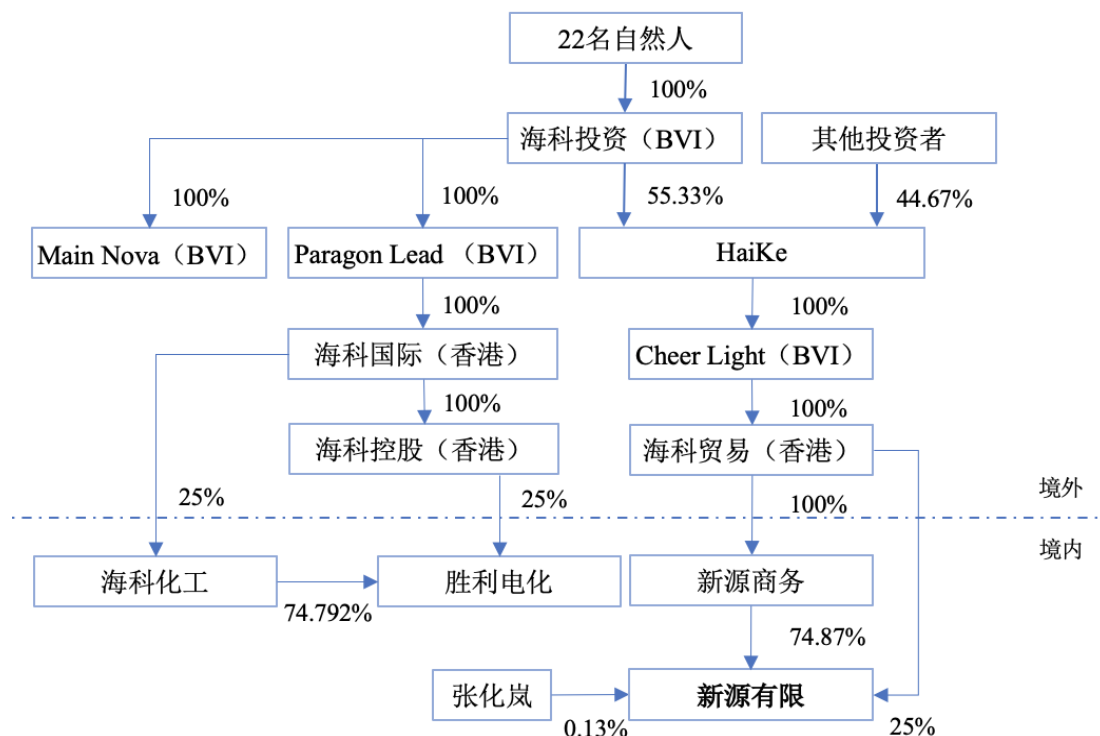 22名自然人
100%
海科投资（BVI）
其他投资者
100%
100%
55.33%
44.67%
Main Nova（BVI）
Paragon Lead （BVI）
HaiKe
100%
100%
海科国际（香港）
Cheer Light（BVI）
100%
100%
海科控股（香港）
海科贸易（香港）
25%
25%
100%
境外
境内
海科化工
胜利电化
新源商务
74.792%
74.87%
张化岚
新源有限
0.13%
25%